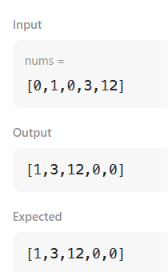 Input
nums =
[0,1,0,3,12]
Output
[1,3,12,0,0]
Expected
[1,3,12,0,0]